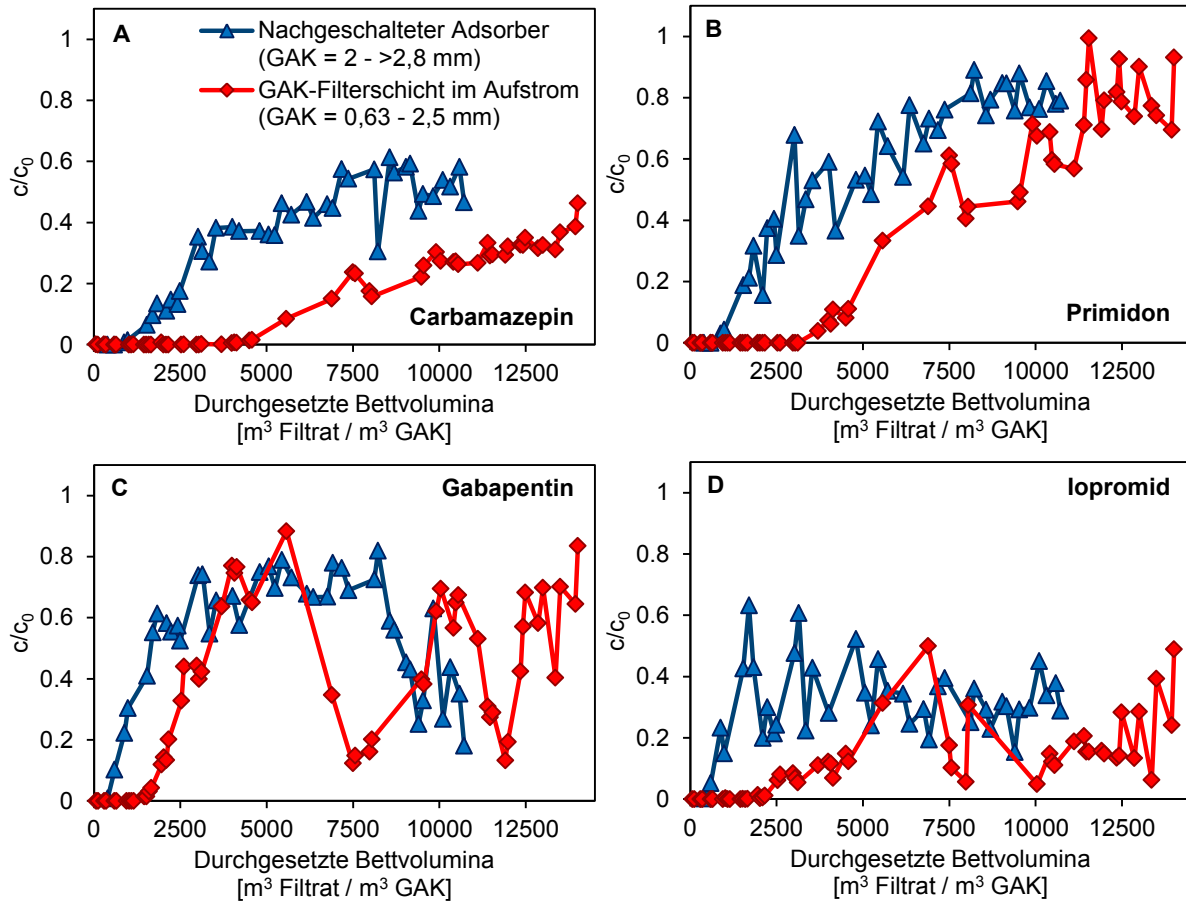 A
Nachgeschalteter Adsorber
(GAK = 2 - >2,8 mm)
GAK-Filterschicht im Aufstrom
(GAK = 0,63 - 2,5 mm)
c/c0
1
0.8
0.6
0.4
0.2
0
Carbamazepin
0 2500 5000 7500 10000 12500
Durchgesetzte Bettvolumina
[m³ Filtrat / m³ GAK]
B
c/c0
1
0.8
0.6
0.4
0.2
0
Primidon
0 2500 5000 7500 10000 12500
Durchgesetzte Bettvolumina
[m³ Filtrat / m³ GAK]
C
Gabapentin
c/c0
1
0.8
0.6
0.4
0.2
0
0 2500 5000 7500 10000 12500
Durchgesetzte Bettvolumina
[m³ Filtrat / m³ GAK]
D
Iopromid
c/c0
1
0.8
0.6
0.4
0.2
0
0 2500 5000 7500 10000 12500
Durchgesetzte Bettvolumina
[m³ Filtrat / m³ GAK]